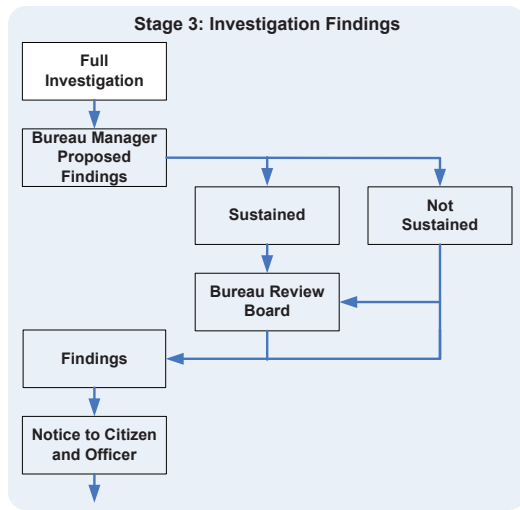 Stage 3: Investigation Findings
Full
Investigation
Bureau Manager
Proposed
Findings
Sustained
Not
Sustained
Bureau Review
Board
Findings
Notice to Citizen
and Officer